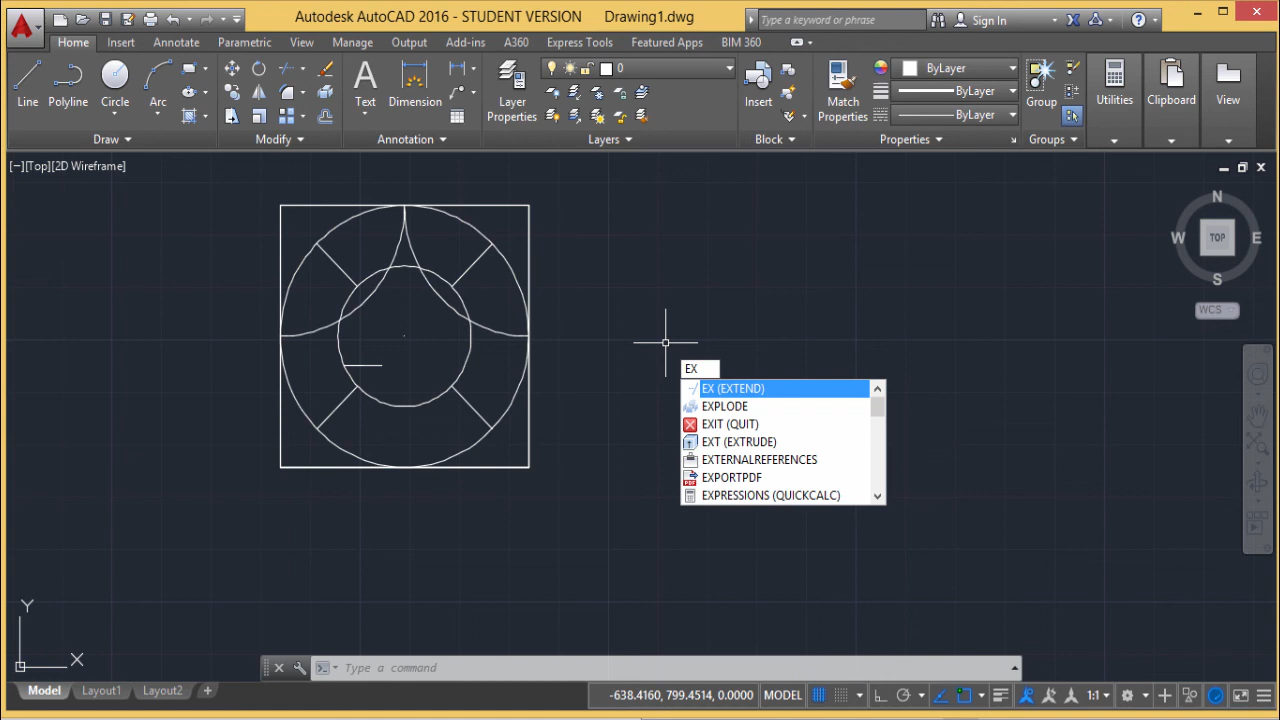 Autodesk AutoCAD 2016 - STUDENT VERSION Drawing1.dwg
Type a keyword or phrase
Sign In
Home Insert Annotate Parametric View Manage Output Add-ins A360 Express Tools Featured Apps BIM 360
Line Polyline Circle Arc
Text Dimension
Layer Properties
0
Insert
Match Properties
ByLayer
ByLayer
ByLayer
Group
Utilities
Clipboard
View
Draw Modify Annotation Layers Block Properties Groups
[−][Top][2D Wireframe]
N
W TOP E
S
WCS
EX
EX (EXTEND)
EXPLODE
EXIT (QUIT)
EXT (EXTRUDE)
EXTERNALREFERENCES
EXPORTPDF
EXPRESSIONS (QUICKCALC)
Y
X
Type a command
Model Layout1 Layout2 +
-638.4160, 799.4514, 0.0000 MODEL 1:1